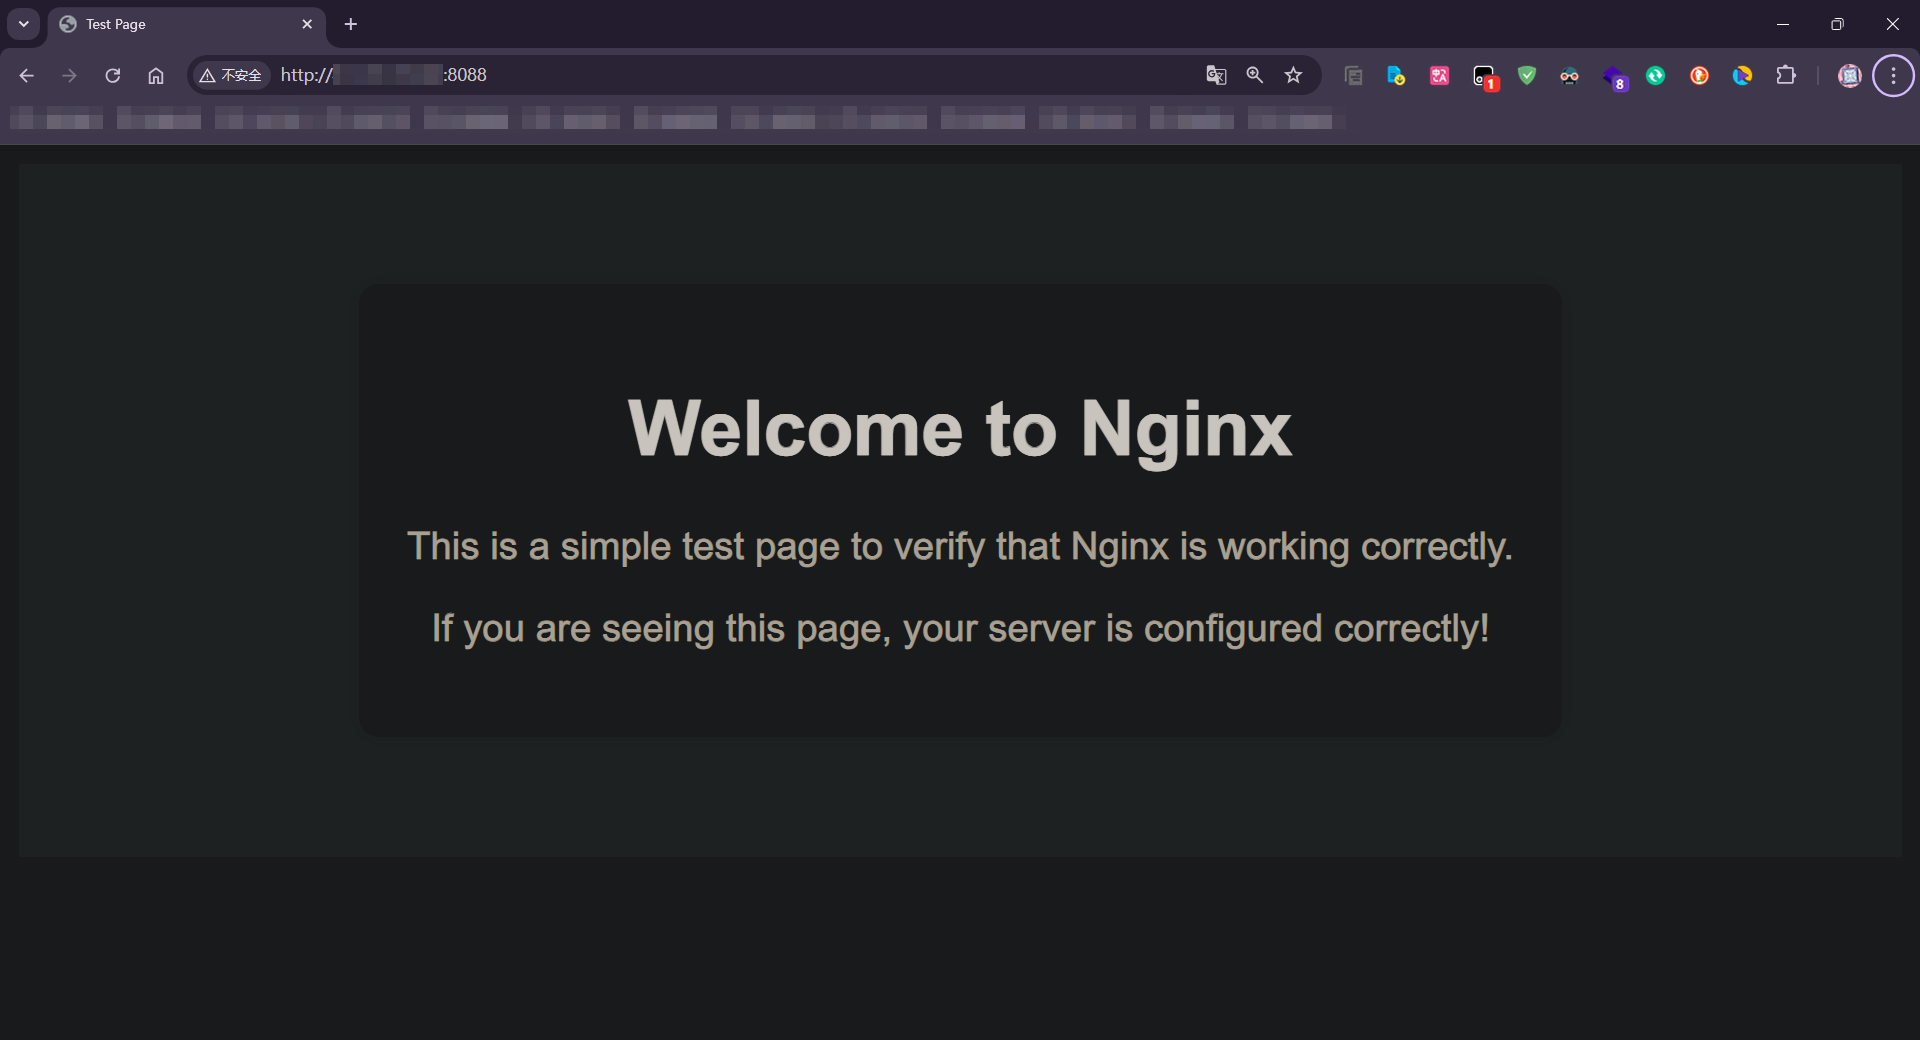 Test Page
不安全 http://
:8088
1
8
Welcome to Nginx
This is a simple test page to verify that Nginx is working correctly.
If you are seeing this page, your server is configured correctly!